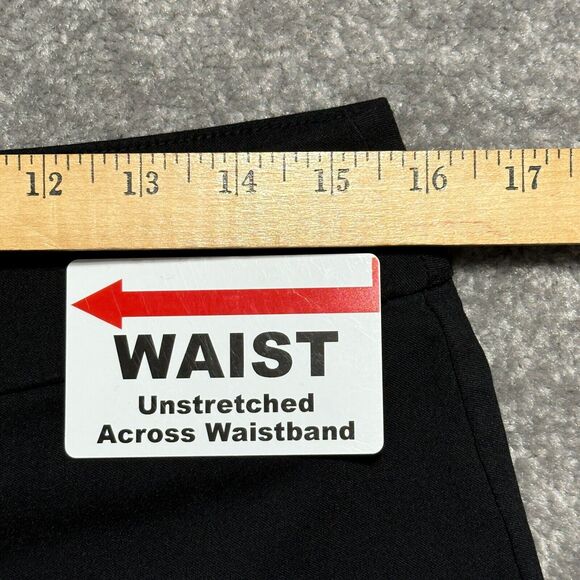 12 13 14 15 16 17
WAIST
Unstretched
Across Waistband